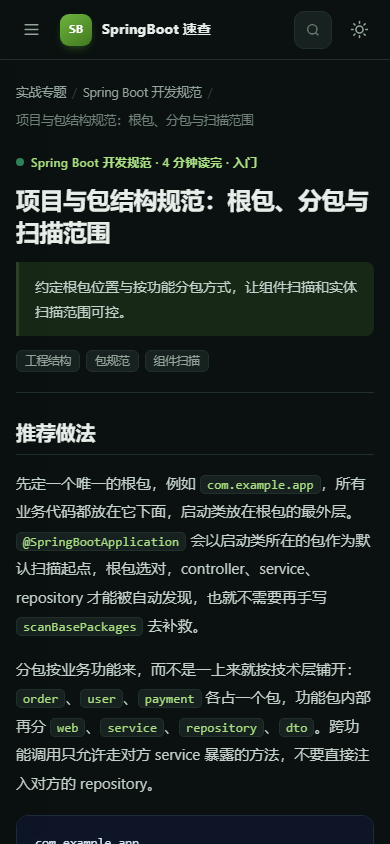 SB SpringBoot 速查
实战专题 / Spring Boot 开发规范 /
项目与包结构规范：根包、分包与扫描范围
Spring Boot 开发规范 · 4 分钟读完 · 入门
项目与包结构规范：根包、分包与
扫描范围
约定根包位置与按功能分包方式，让组件扫描和实体
扫描范围可控。
工程结构 包规范 组件扫描
推荐做法
先定一个唯一的根包，例如 com.example.app，所有
业务代码都放在它下面，启动类放在根包的最外层。
@SpringBootApplication 会以启动类所在的包作为默
认扫描起点，根包选对，controller、service、
repository 才能被自动发现，也就不需要再手写
scanBasePackages 去补救。
分包按业务功能来，而不是一上来就按技术层铺开：
order、user、payment 各占一个包，功能包内部
再分 web、service、repository、dto。跨功
能调用只允许走对方 service 暴露的方法，不要直接注
入对方的 repository。
com.example.app